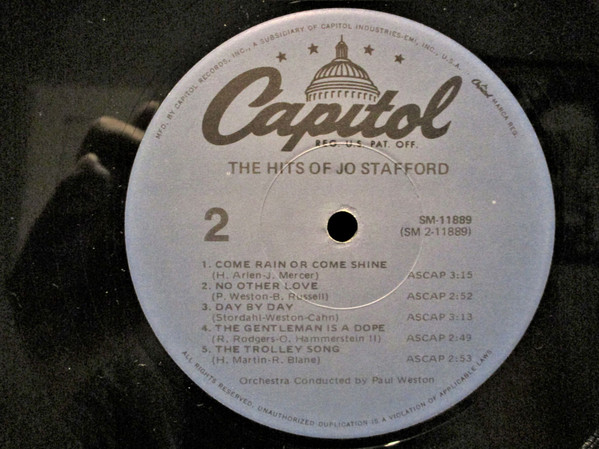 MFD. BY CAPITOL RECORDS, INC., A SUBSIDIARY OF CAPITOL INDUSTRIES-EMI, INC., U.S.A.
Capitol MARCA REG.
Capitol
REG. U.S. PAT. OFF.
THE HITS OF JO STAFFORD
2
SM-11889
(SM 2-11889)
1. COME RAIN OR COME SHINE
(H. Arlen-J. Mercer) ASCAP 3:15
2. NO OTHER LOVE
(P. Weston-B. Russell) ASCAP 2:52
3. DAY BY DAY
(Stordahl-Weston-Cahn) ASCAP 3:13
4. THE GENTLEMAN IS A DOPE
(R. Rodgers-O. Hammerstein II) ASCAP 2:49
5. THE TROLLEY SONG
(H. Martin-R. Blane) ASCAP 2:53
Orchestra Conducted by Paul Weston
ALL RIGHTS RESERVED. UNAUTHORIZED DUPLICATION IS A VIOLATION OF APPLICABLE LAWS